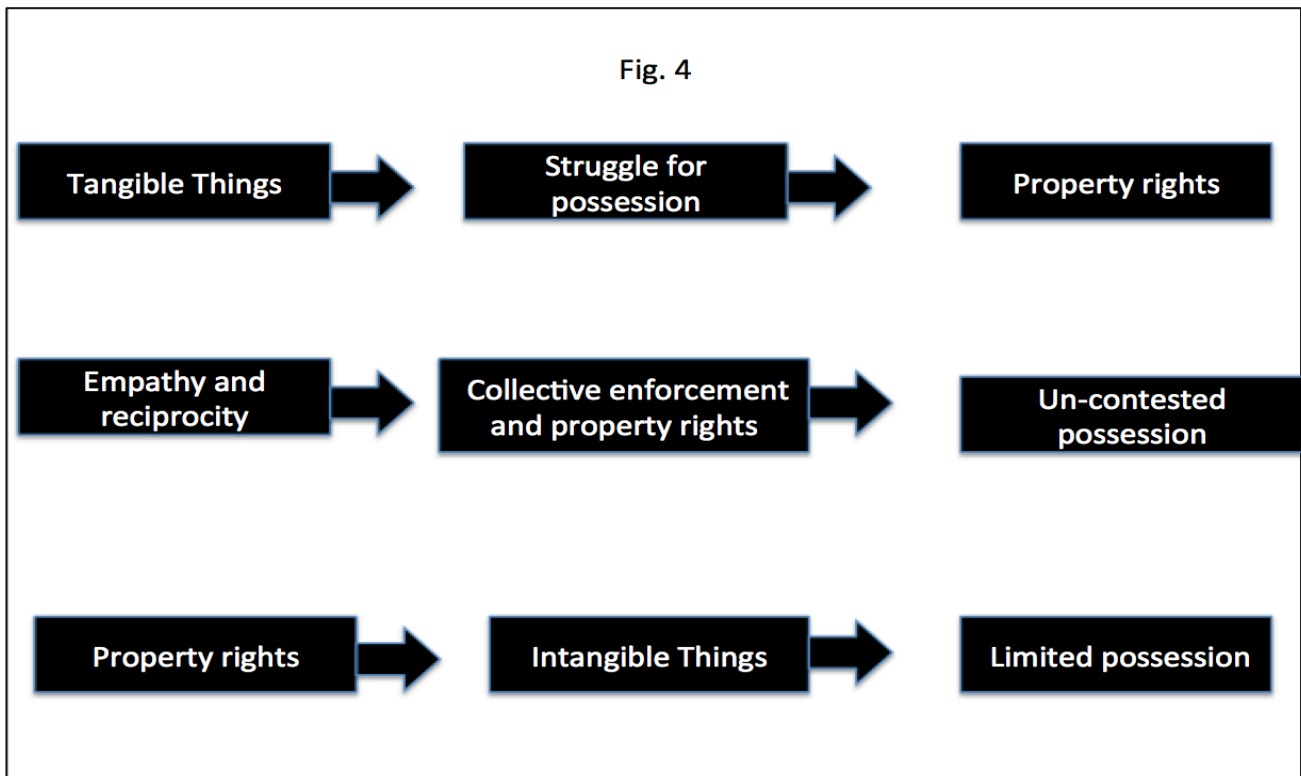 Fig. 4
Tangible Things
Struggle for
possession
Property rights
Empathy and
reciprocity
Collective enforcement
and property rights
Un-contested
possession
Property rights
Intangible Things
Limited possession